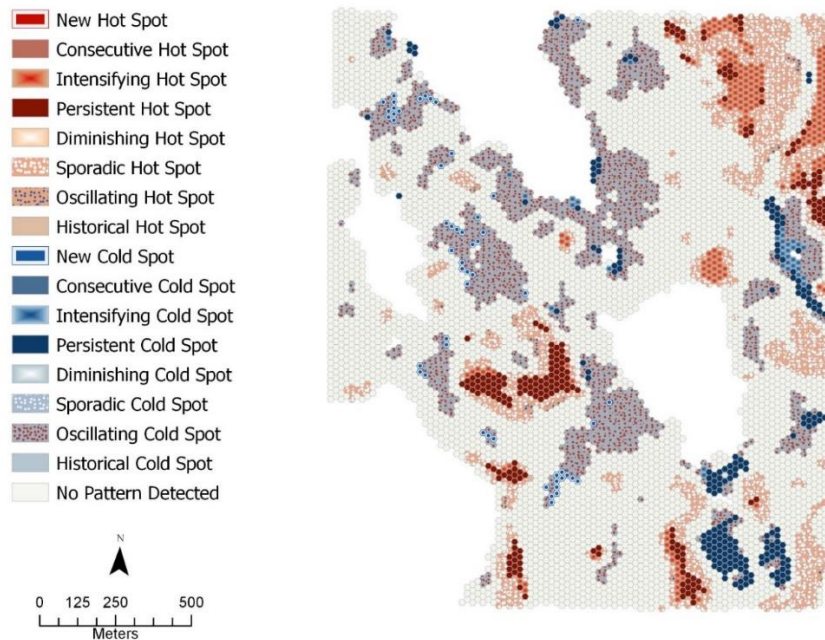 New Hot Spot
Consecutive Hot Spot
Intensifying Hot Spot
Persistent Hot Spot
Diminishing Hot Spot
Sporadic Hot Spot
Oscillating Hot Spot
Historical Hot Spot
New Cold Spot
Consecutive Cold Spot
Intensifying Cold Spot
Persistent Cold Spot
Diminishing Cold Spot
Sporadic Cold Spot
Oscillating Cold Spot
Historical Cold Spot
No Pattern Detected
N
0 125 250 500
Meters